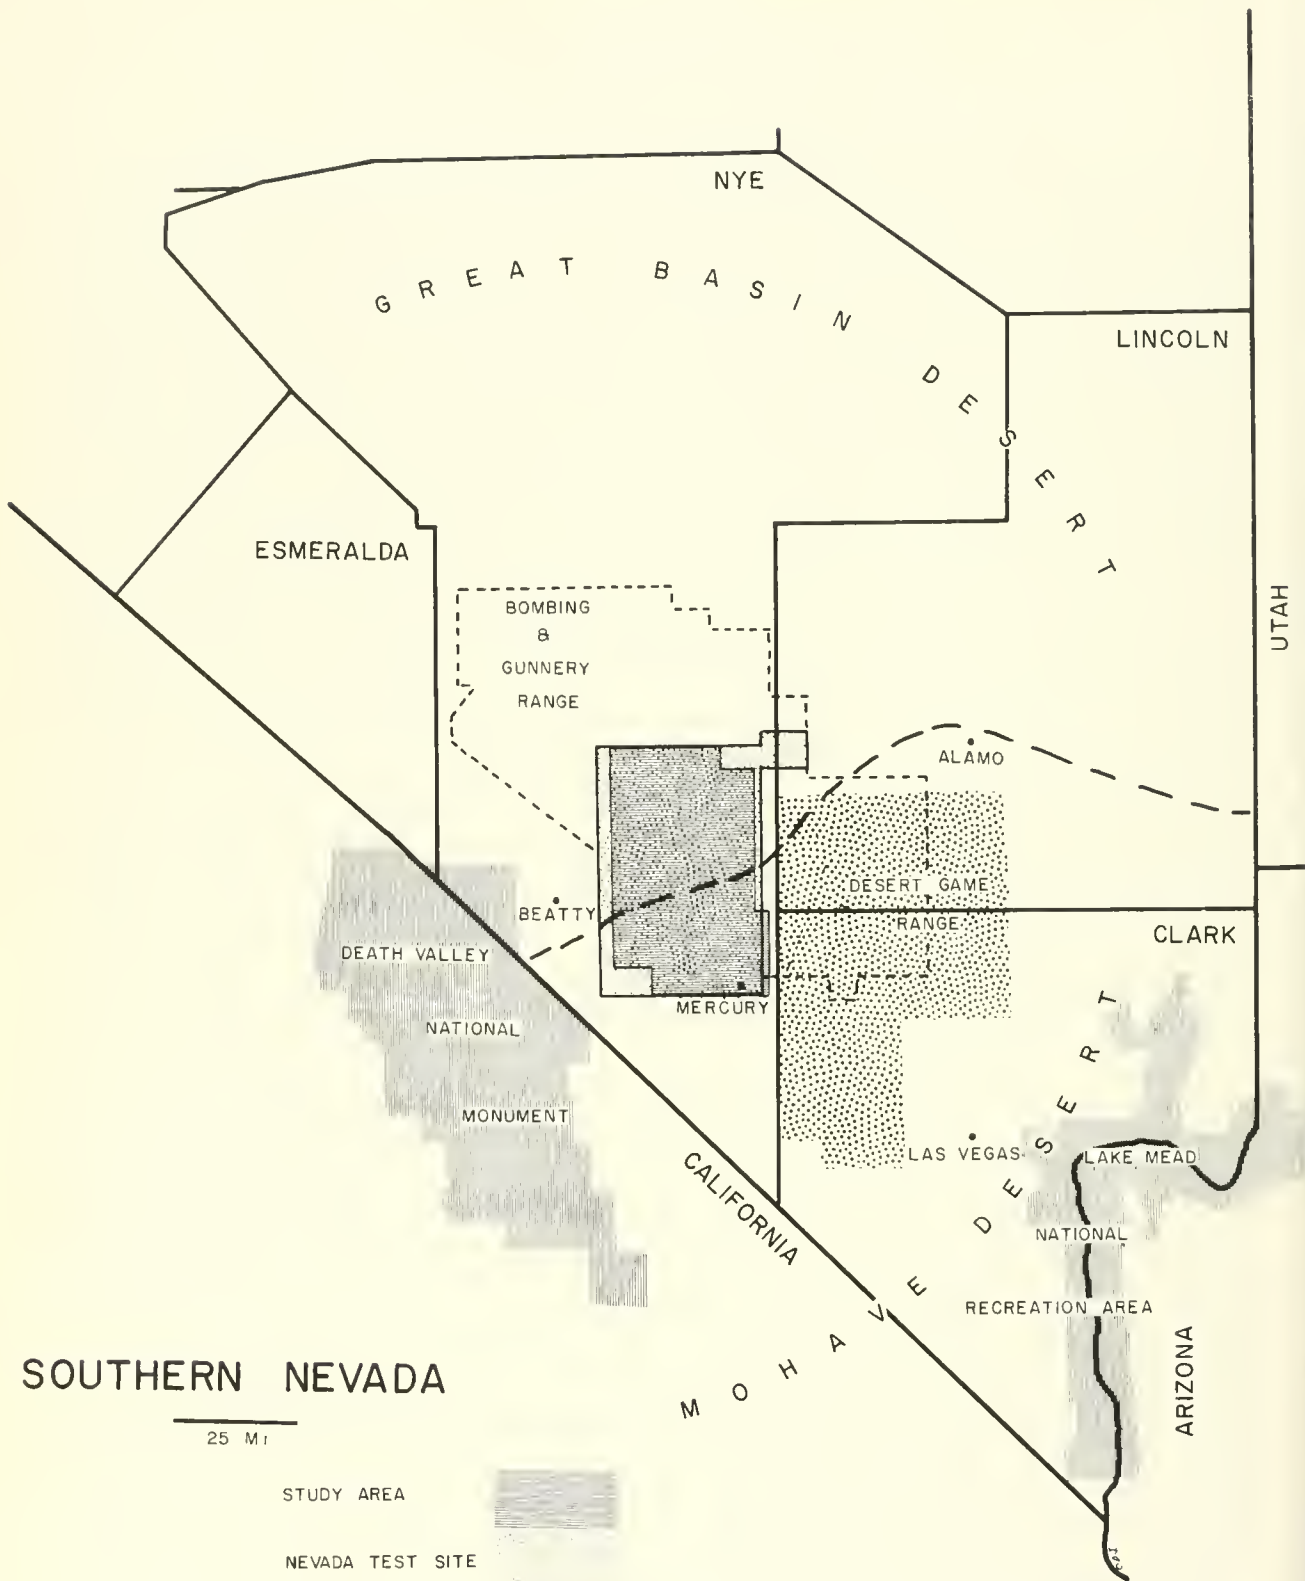 NYE
GREAT BASIN DESERT
LINCOLN
ESMERALDA
UTAH
BOMBING
&
GUNNERY
RANGE
ALAMO
BEATTY
DESERT GAME
RANGE
CLARK
DEATH VALLEY
NATIONAL
MONUMENT
MERCURY
LAS VEGAS
LAKE MEAD
NATIONAL
RECREATION AREA
CALIFORNIA
MOHAVE DESERT
ARIZONA
SOUTHERN NEVADA
25 MI
STUDY AREA
NEVADA TEST SITE